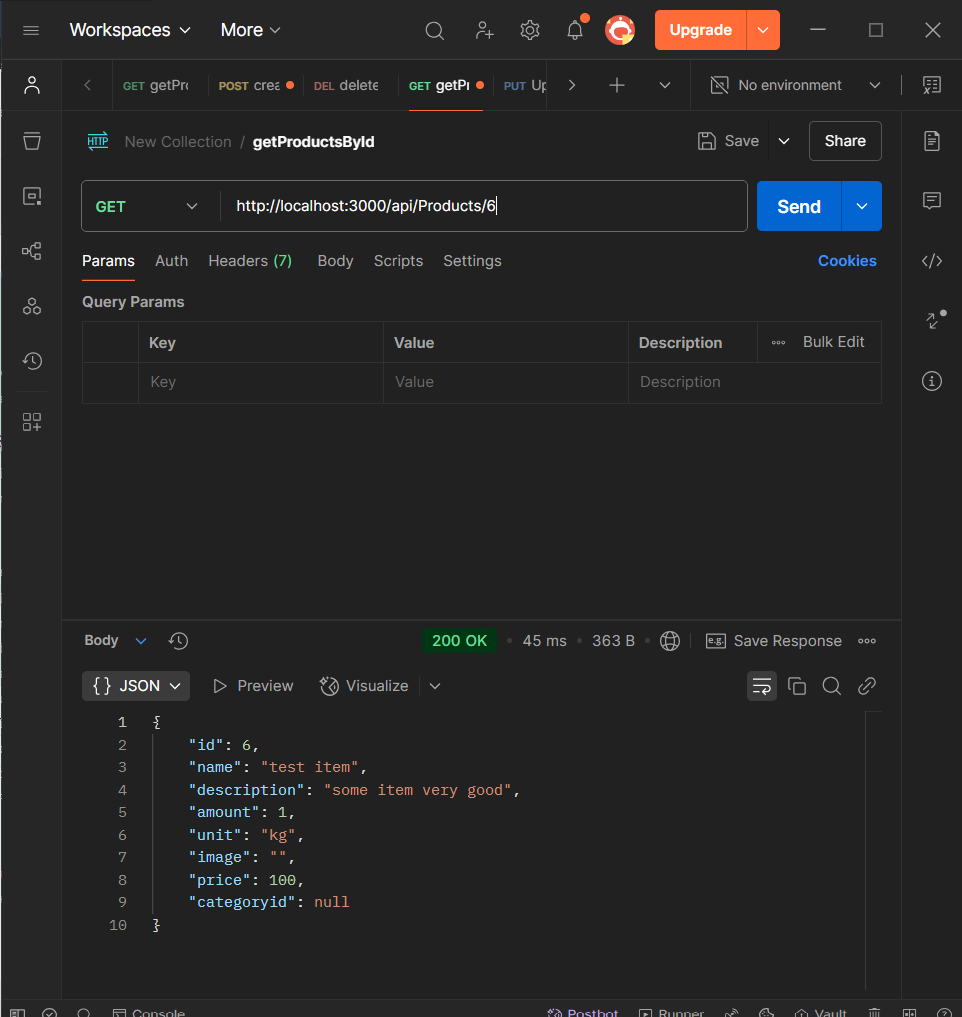 Workspaces More Upgrade
GET getPro POST crea DEL delete GET getPr PUT Up No environment
HTTP New Collection / getProductsById Save Share
GET http://localhost:3000/api/Products/6 Send
Params Auth Headers (7) Body Scripts Settings Cookies
Query Params
Key Value Description Bulk Edit
Key Value Description
Body 200 OK 45 ms 363 B e.g. Save Response
{} JSON Preview Visualize
1 {
2 "id": 6,
3 "name": "test item",
4 "description": "some item very good",
5 "amount": 1,
6 "unit": "kg",
7 "image": "",
8 "price": 100,
9 "categoryid": null
10 }
Console Postbot Runner Vault